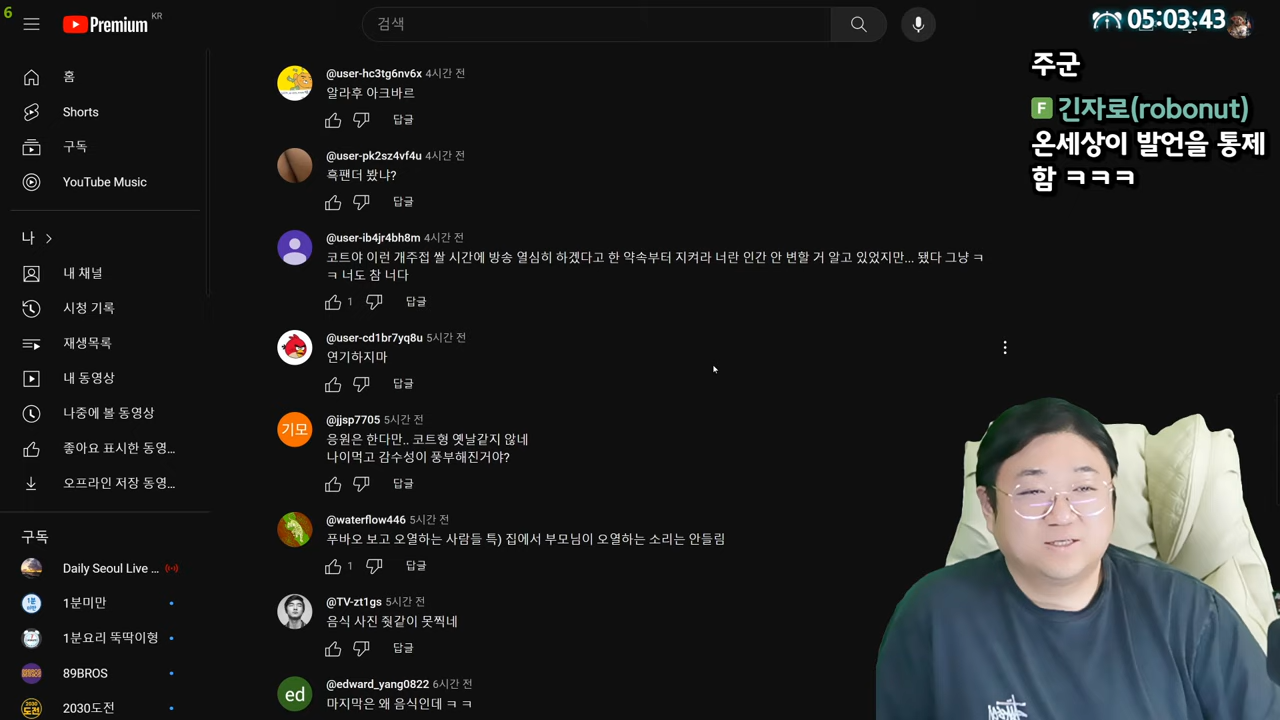 6
Premium KR
검색
05:03:43
홈
Shorts
구독
YouTube Music
나
내 채널
시청 기록
재생목록
내 동영상
나중에 볼 동영상
좋아요 표시한 동영...
오프라인 저장 동영...
구독
Daily Seoul Live ...
1분미만
1분요리 뚝딱이형
89BROS
2030도전
@user-hc3tg6nv6x 4시간 전
알라후 아크바르
답글
@user-pk2sz4vf4u 4시간 전
흑팬더 봤냐?
답글
@user-ib4jr4bh8m 4시간 전
코트야 이런 개주접 쌀 시간에 방송 열심히 하겠다고 한 약속부터 지켜라 너란 인간 안 변할 거 알고 있었지만... 됐다 그냥 ㅋ
ㅋ 너도 참 너다
1 답글
@user-cd1br7yq8u 5시간 전
연기하지마
답글
기모
@jjsp7705 5시간 전
응원은 한다만.. 코트형 옛날같지 않네
나이먹고 감수성이 풍부해진거야?
답글
@waterflow446 5시간 전
푸바오 보고 오열하는 사람들 특) 집에서 부모님이 오열하는 소리는 안들림
1 답글
@TV-zt1gs 5시간 전
음식 사진 줫같이 못찍네
답글
ed
@edward_yang0822 6시간 전
마지막은 왜 음식인데 ㅋ ㅋ
주군
F 긴자로(robonut)
온세상이 발언을 통제
함 ㅋㅋㅋ